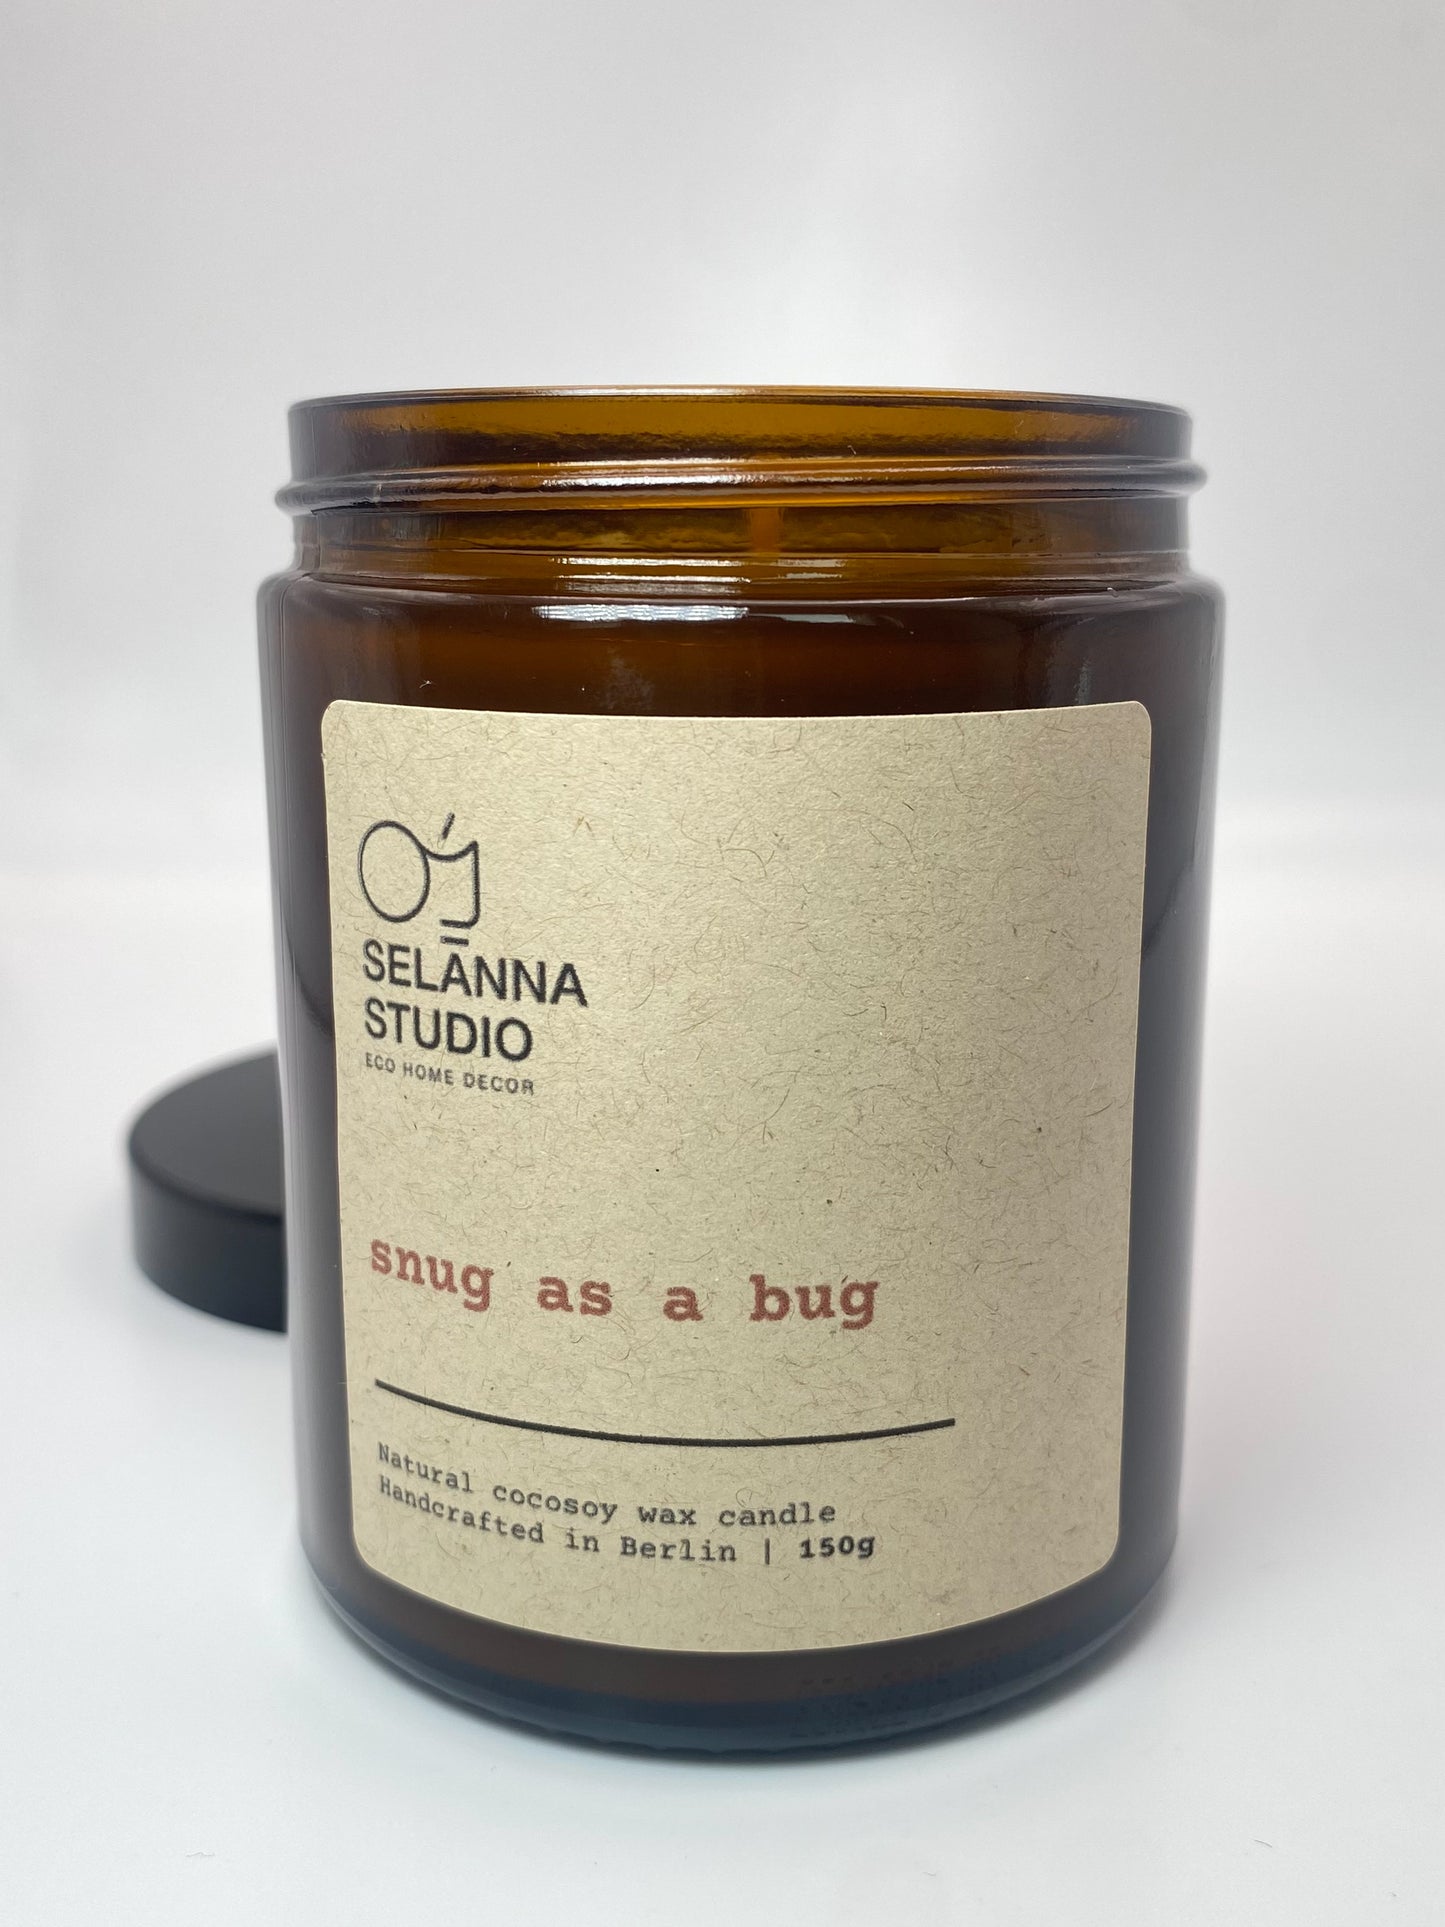 SELĀNNA
STUDIO
ECO HOME DECOR
snug as a bug
Natural cocosoy wax candle
Handcrafted in Berlin | 150g